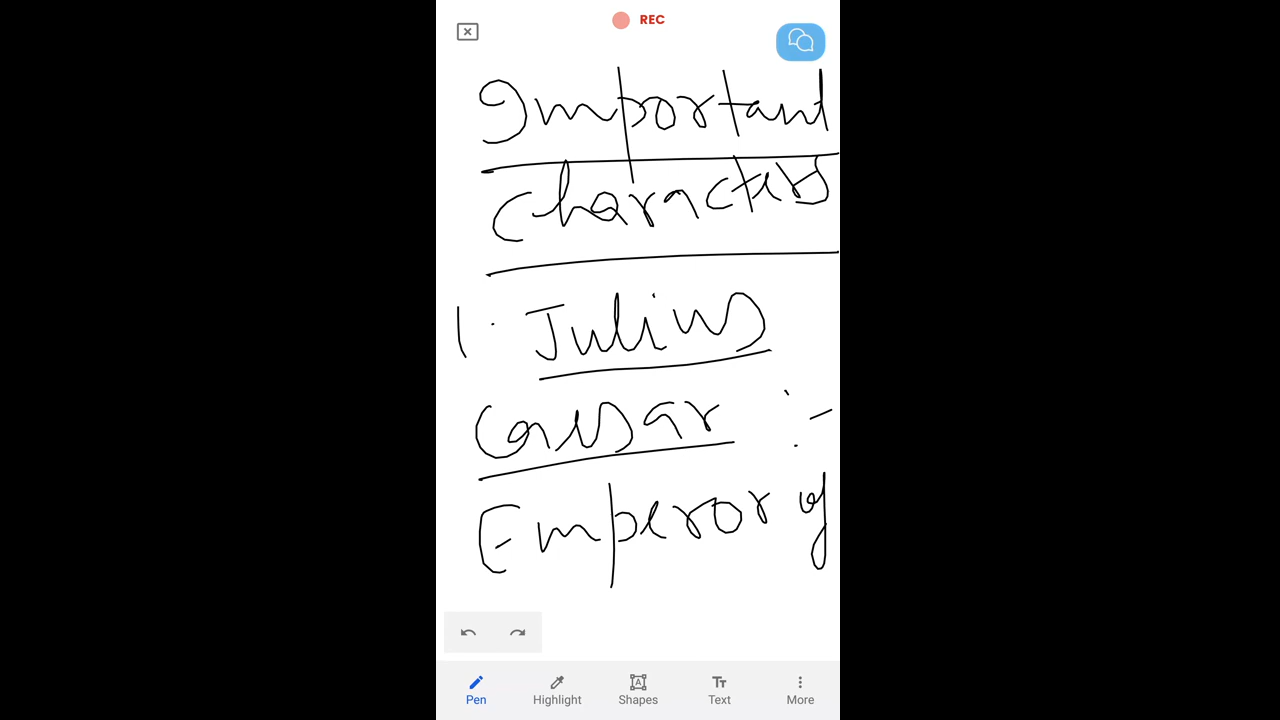 REC
Important
characters
1. Julius
Caesar :-
Emperor of
Pen Highlight Shapes Text More